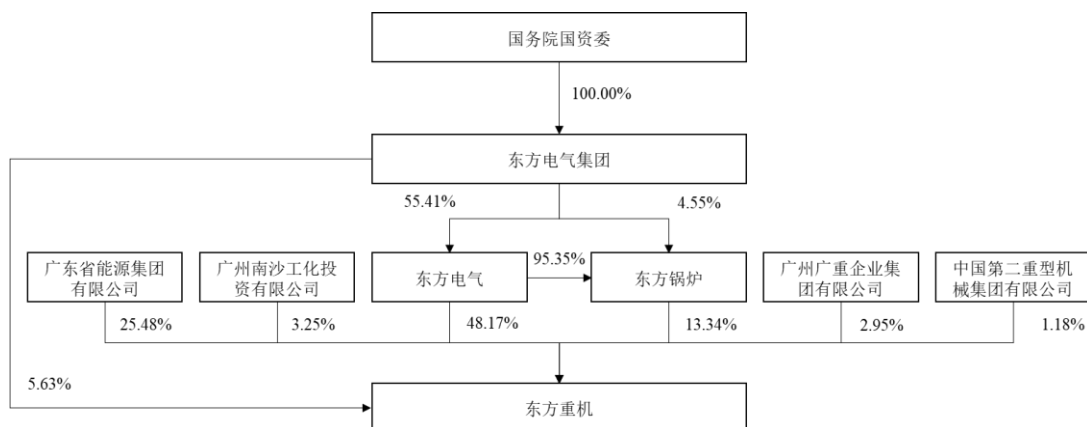 国务院国资委
100.00%
东方电气集团
55.41%
4.55%
广东省能源集团
有限公司
广州南沙工化投
资有限公司
东方电气
95.35%
东方锅炉
广州广重企业集
团有限公司
中国第二重型机
械集团有限公司
25.48%
3.25%
48.17%
13.34%
2.95%
1.18%
5.63%
东方重机